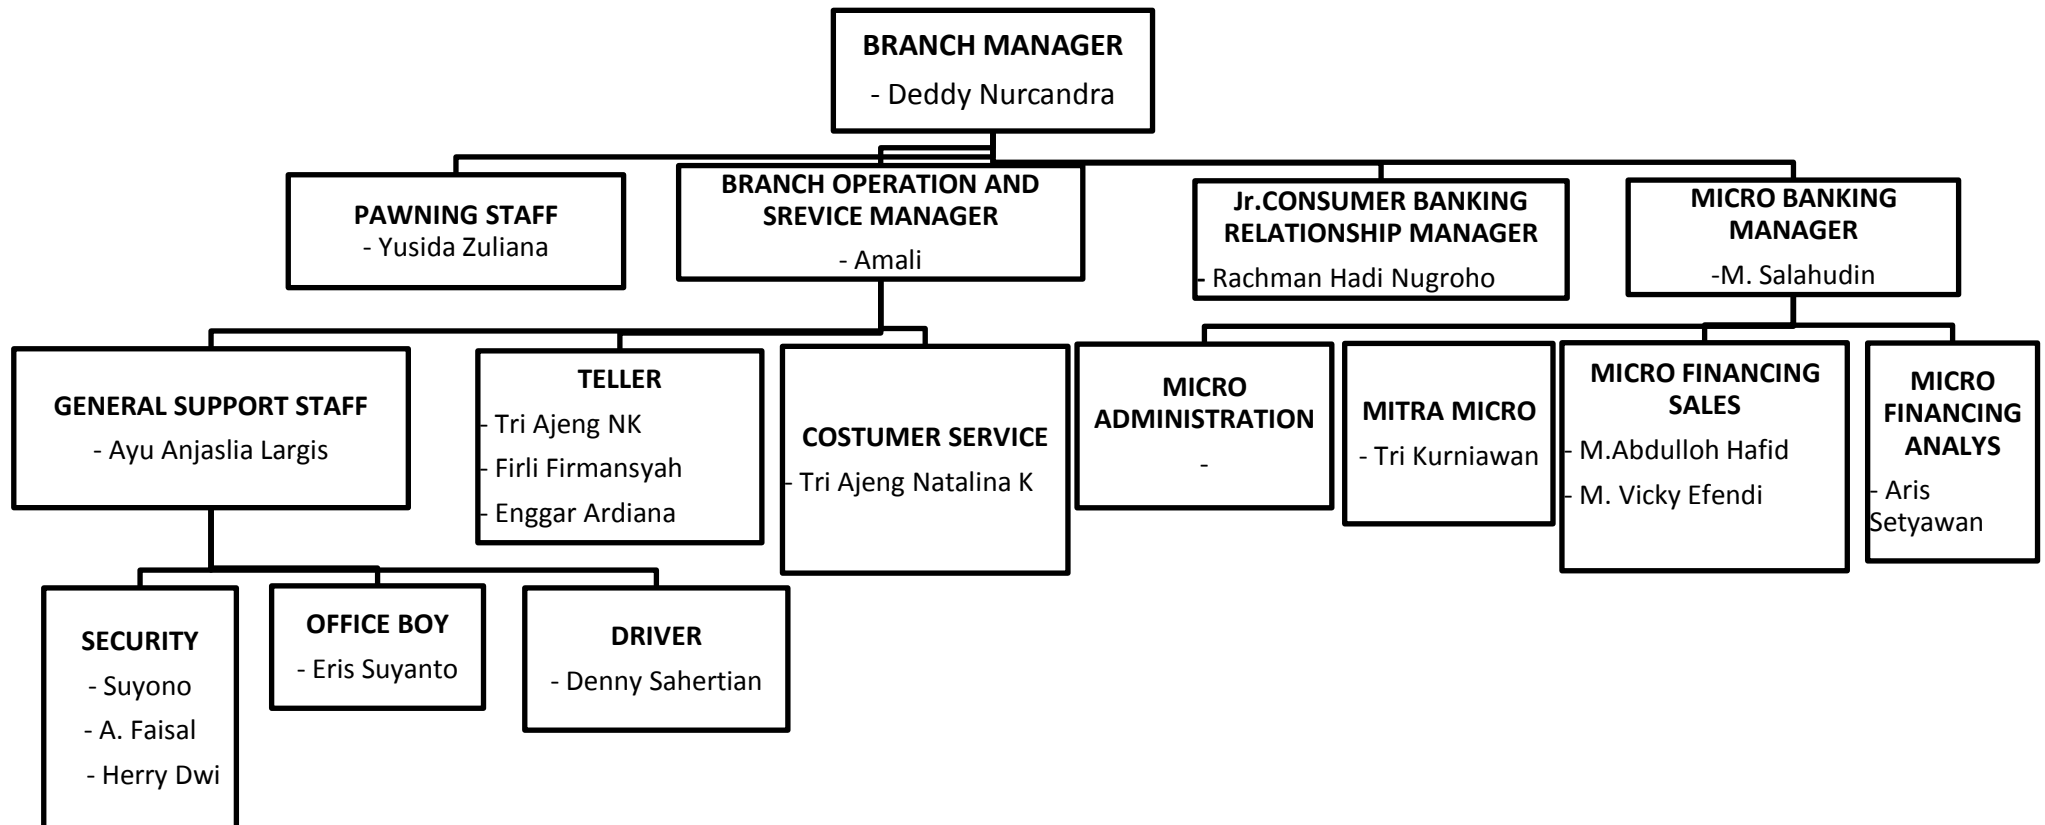 BRANCH MANAGER
- Deddy Nurcandra
PAWNING STAFF
- Yusida Zuliana
BRANCH OPERATION AND
SREVICE MANAGER
- Amali
Jr.CONSUMER BANKING
RELATIONSHIP MANAGER
- Rachman Hadi Nugroho
MICRO BANKING
MANAGER
-M. Salahudin
GENERAL SUPPORT STAFF
- Ayu Anjaslia Largis
TELLER
- Tri Ajeng NK
- Firli Firmansyah
- Enggar Ardiana
COSTUMER SERVICE
- Tri Ajeng Natalina K
MICRO
ADMINISTRATION
-
MITRA MICRO
- Tri Kurniawan
MICRO FINANCING
SALES
- M.Abdulloh Hafid
- M. Vicky Efendi
MICRO
FINANCING
ANALYS
- Aris
Setyawan
SECURITY
- Suyono
- A. Faisal
- Herry Dwi
OFFICE BOY
- Eris Suyanto
DRIVER
- Denny Sahertian